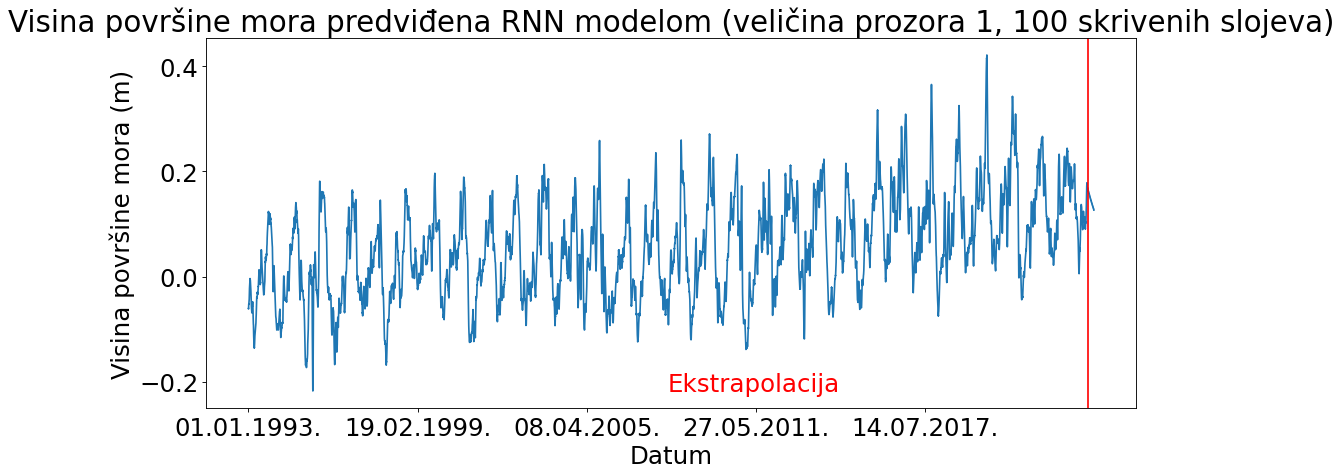 Visina površine mora predviđena RNN modelom (veličina prozora 1, 100 skrivenih slojeva)
Visina površine mora (m)
0.4
0.2
0.0
−0.2
Ekstrapolacija
01.01.1993. 19.02.1999. 08.04.2005. 27.05.2011. 14.07.2017.
Datum